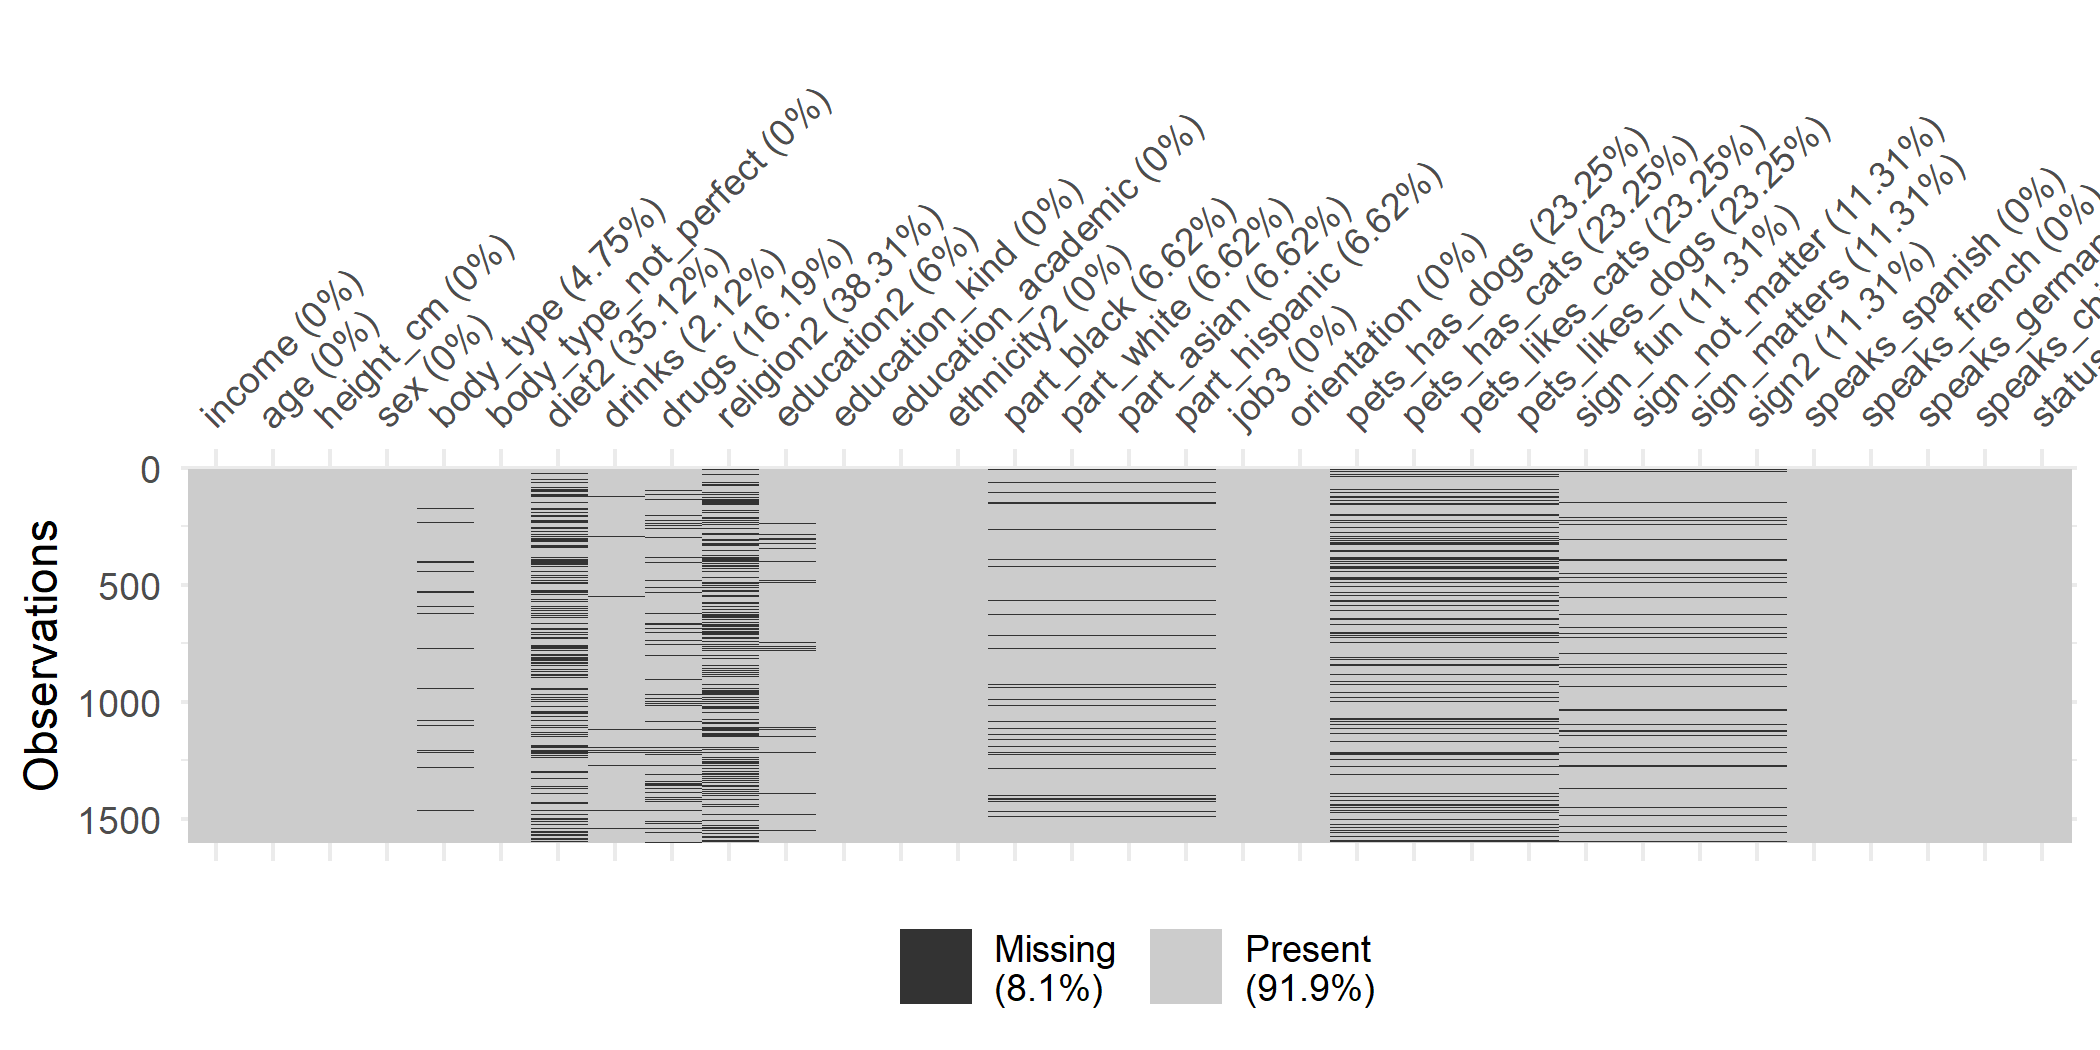 income (0%)
age (0%)
height_cm (0%)
sex (0%)
body_type (4.75%)
body_type_not_perfect (0%)
diet2 (35.12%)
drinks (2.12%)
drugs (16.19%)
religion2 (38.31%)
education2 (6%)
education_kind (0%)
education_academic (0%)
ethnicity2 (0%)
part_black (6.62%)
part_white (6.62%)
part_asian (6.62%)
part_hispanic (6.62%)
job3 (0%)
orientation (0%)
pets_has_dogs (23.25%)
pets_has_cats (23.25%)
pets_likes_cats (23.25%)
pets_likes_dogs (23.25%)
sign_fun (11.31%)
sign_not_matter (11.31%)
sign_matters (11.31%)
sign2 (11.31%)
speaks_spanish (0%)
speaks_french (0%)
speaks_german
speaks_chi
status
0
500
1000
1500
Observations
Missing
(8.1%)
Present
(91.9%)